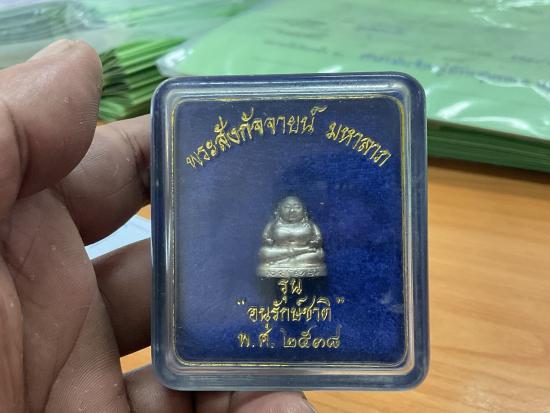 พระสังกัจจายน์ มหาลาภ
รุ่น
"อนุรักษ์ชาติ"
พ.ศ. ๒๕๓๘